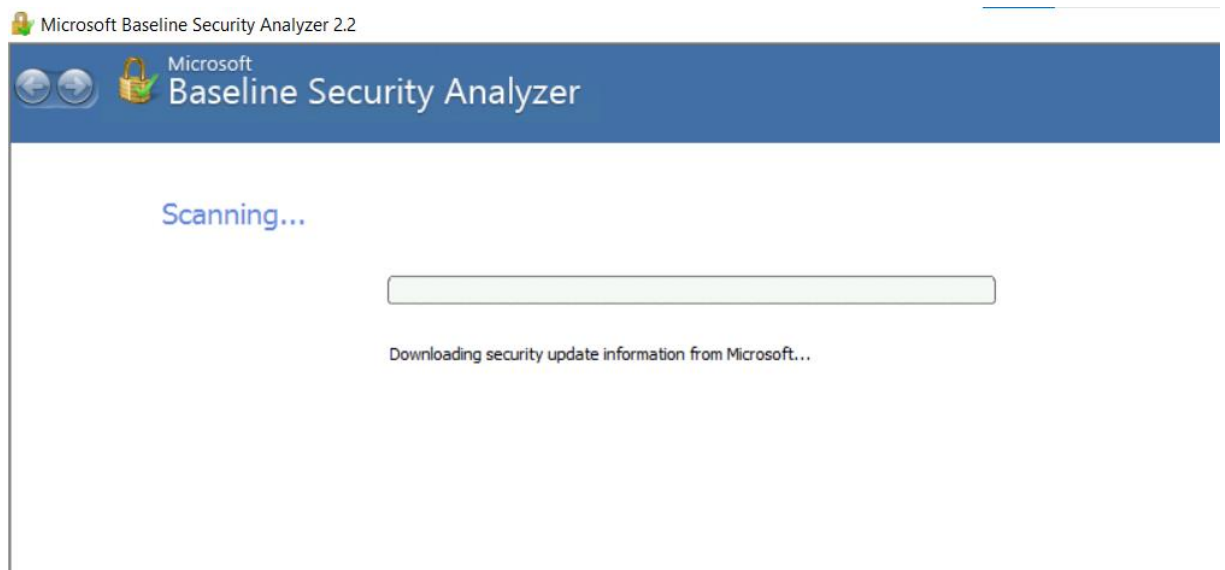 Microsoft Baseline Security Analyzer 2.2
Microsoft
Baseline Security Analyzer
Scanning...
Downloading security update information from Microsoft...